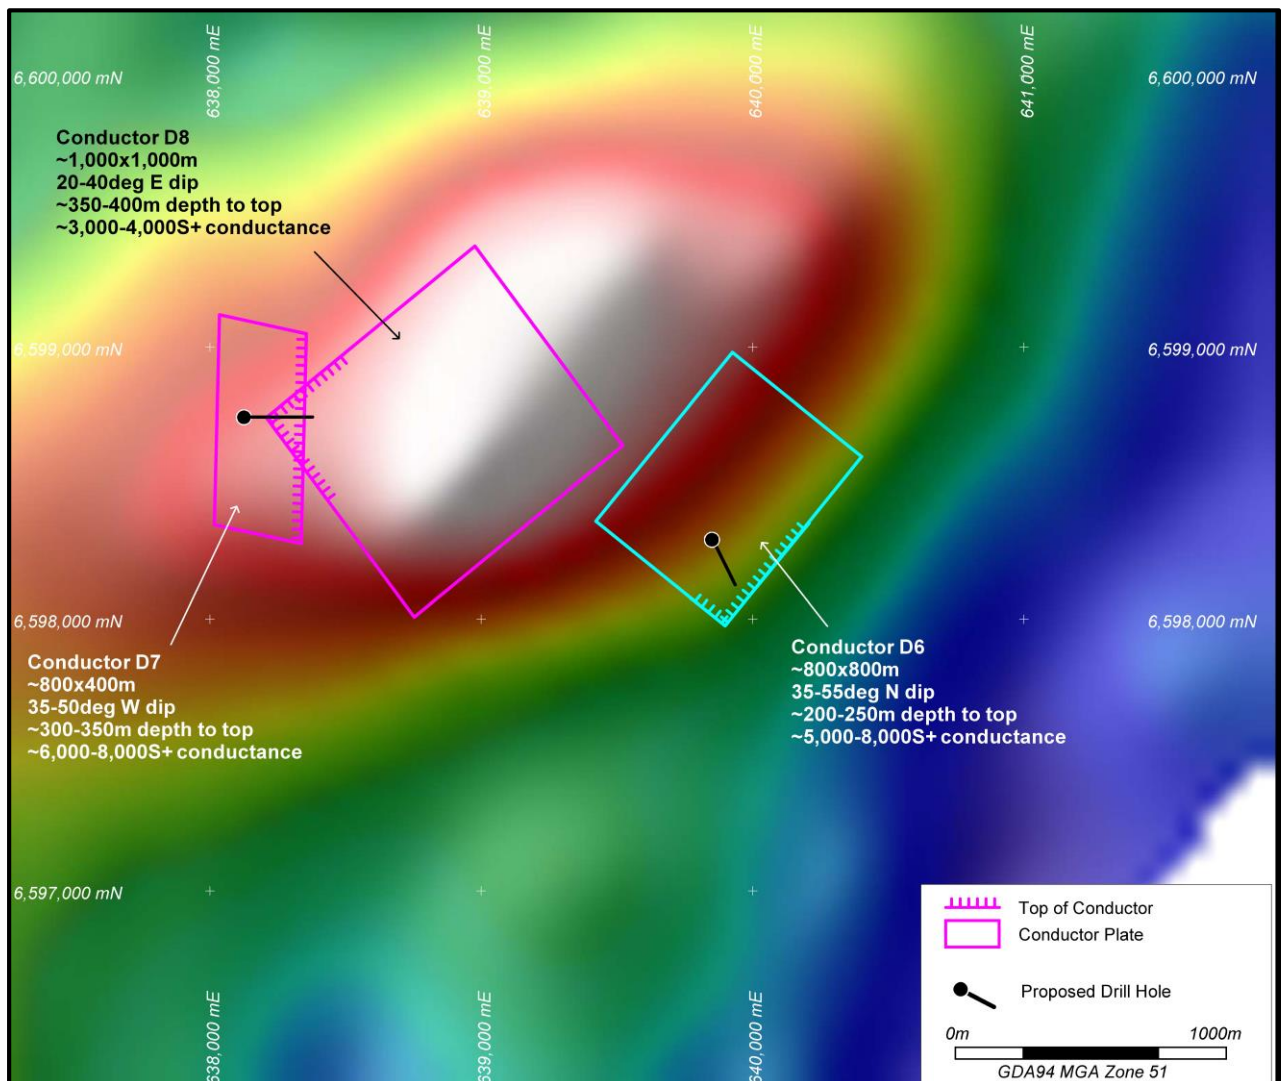 638,000 mE
639,000 mE
640,000 mE
641,000 mE
6,600,000 mN
6,600,000 mN
Conductor D8
~1,000x1,000m
20-40deg E dip
~350-400m depth to top
~3,000-4,000S+ conductance
6,599,000 mN
6,599,000 mN
6,598,000 mN
6,598,000 mN
Conductor D7
~800x400m
35-50deg W dip
~300-350m depth to top
~6,000-8,000S+ conductance
Conductor D6
~800x800m
35-55deg N dip
~200-250m depth to top
~5,000-8,000S+ conductance
6,597,000 mN
638,000 mE
639,000 mE
640,000 mE
Top of Conductor
Conductor Plate
Proposed Drill Hole
0m 1000m
GDA94 MGA Zone 51